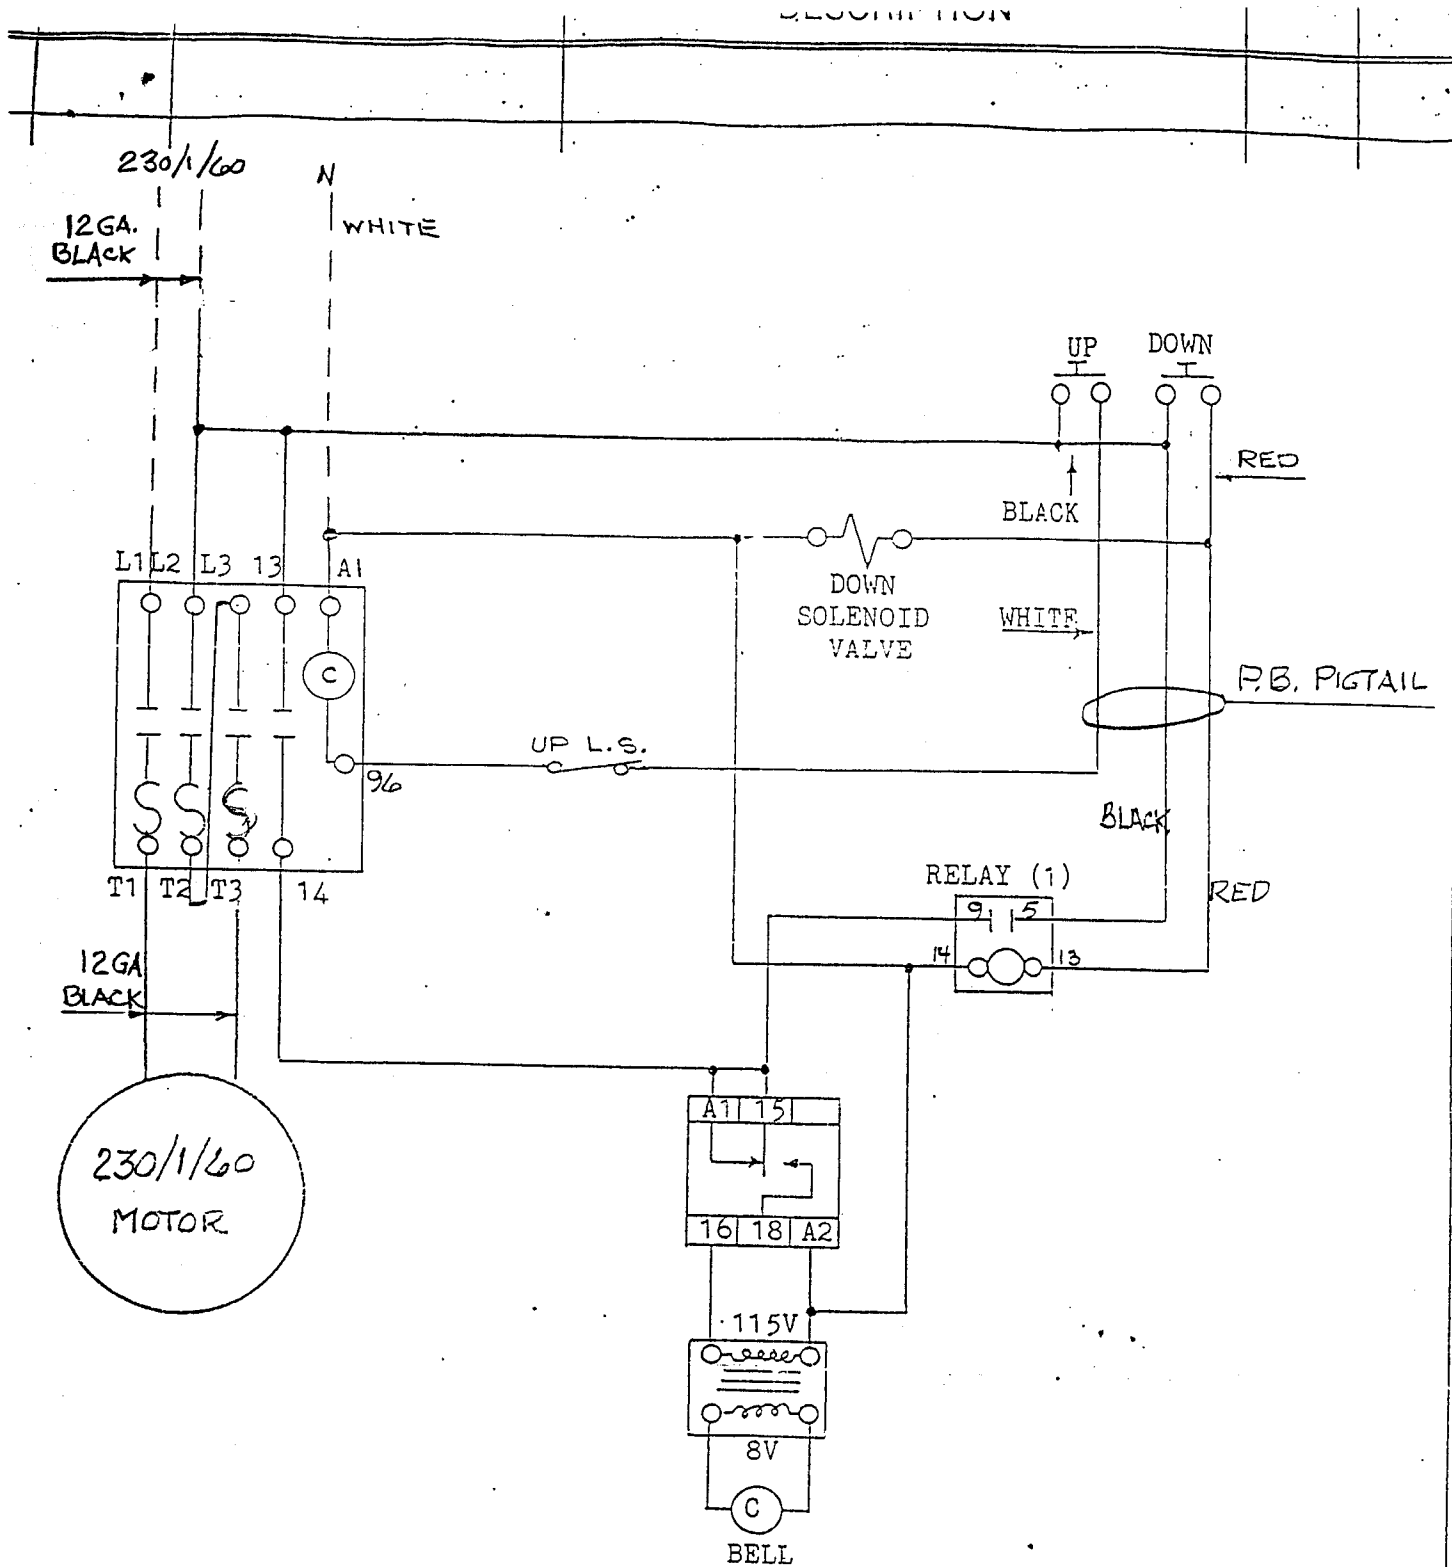 DESCRIPTION
230/1/60
N
12GA.
BLACK
WHITE
UP
DOWN
RED
BLACK
L1 L2 L3 13 A1
DOWN
SOLENOID
VALVE
WHITE
C
P.B. PIGTAIL
UP L.S.
96
BLACK
T1 T2 T3 14
RELAY (1)
RED
9 5
14 13
12GA
BLACK
A1 15
230/1/60
MOTOR
16 18 A2
115V
8V
C
BELL